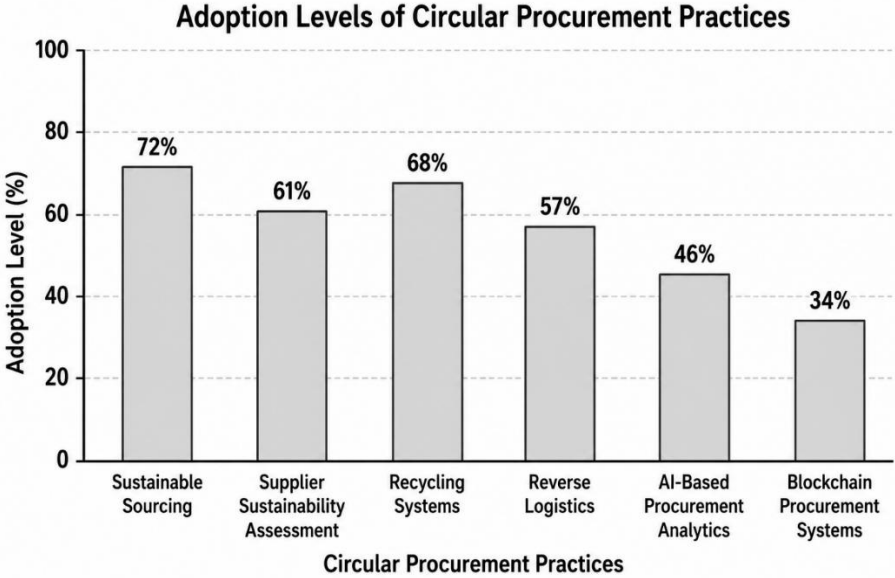 Adoption Levels of Circular Procurement Practices
Adoption Level (%)
100
80
60
40
20
0
72%
61%
68%
57%
46%
34%
Sustainable
Sourcing
Supplier
Sustainability
Assessment
Recycling
Systems
Reverse
Logistics
AI-Based
Procurement
Analytics
Blockchain
Procurement
Systems
Circular Procurement Practices